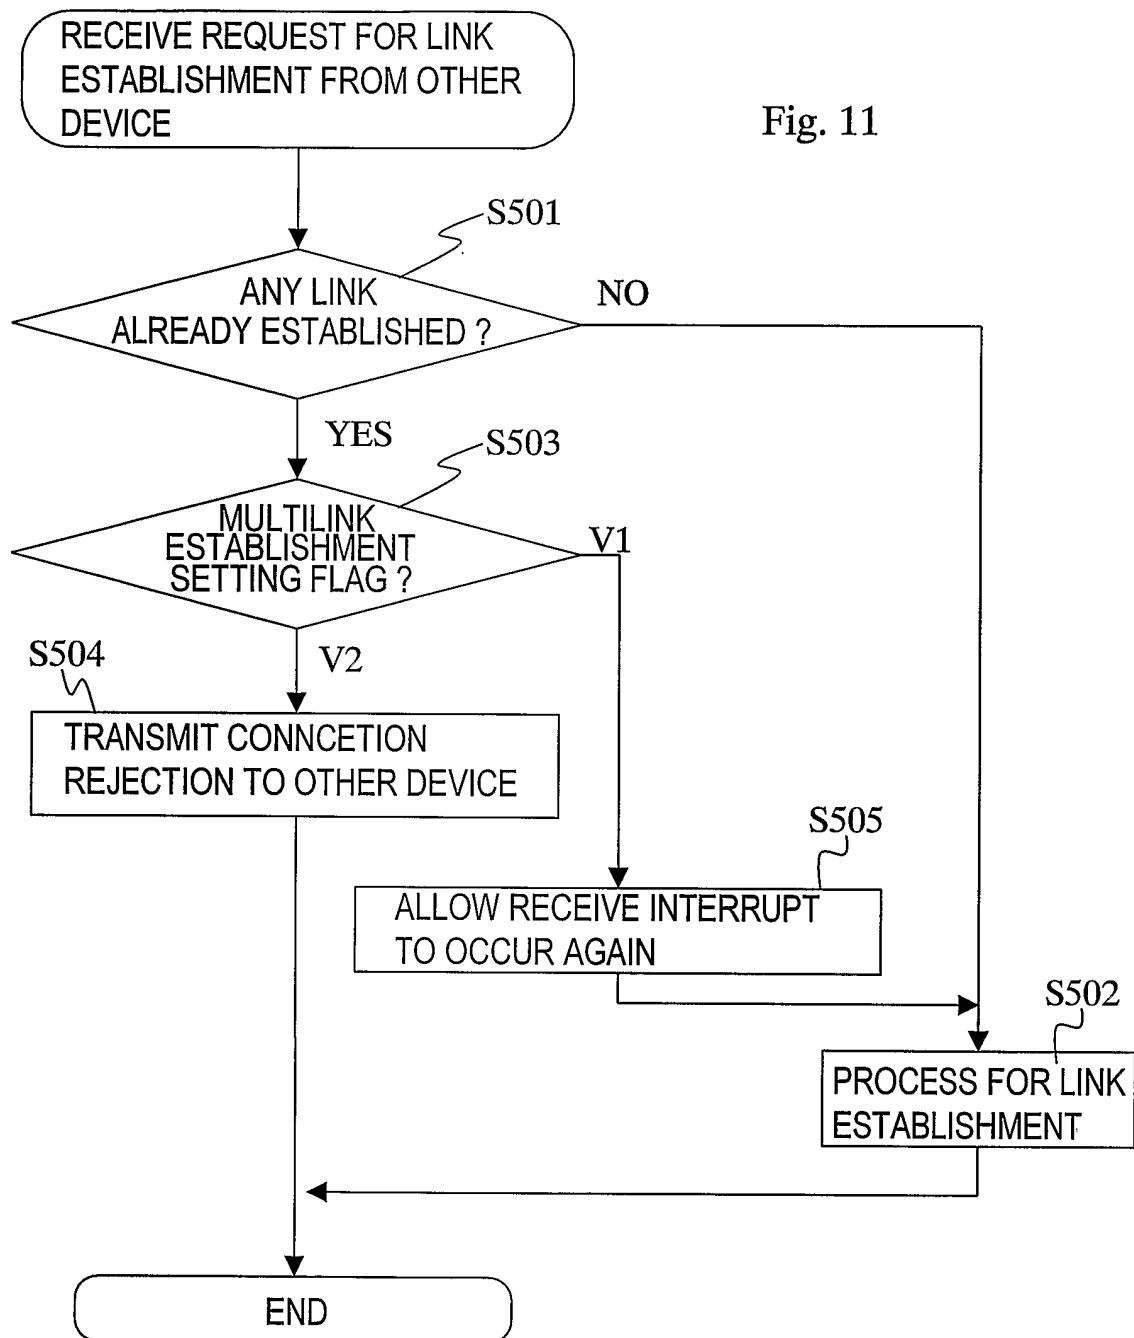 RECEIVE REQUEST FOR LINK
ESTABLISHMENT FROM OTHER
DEVICE
Fig. 11
S501
ANY LINK
ALREADY ESTABLISHED ?
NO
YES
S503
MULTILINK
ESTABLISHMENT
SETTING FLAG ?
V1
V2
S504
TRANSMIT CONNCETION
REJECTION TO OTHER DEVICE
S505
ALLOW RECEIVE INTERRUPT
TO OCCUR AGAIN
S502
PROCESS FOR LINK
ESTABLISHMENT
END